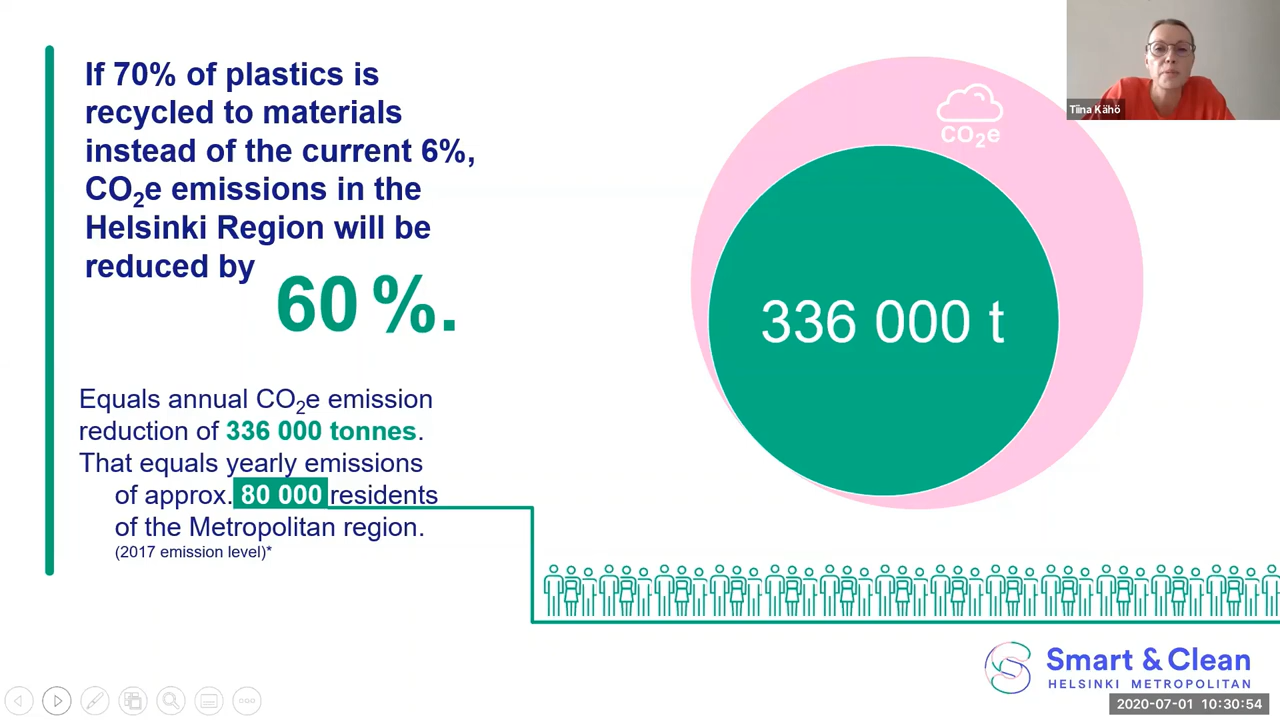 If 70% of plastics is
recycled to materials
instead of the current 6%,
CO₂e emissions in the
Helsinki Region will be
reduced by
60 %.
Equals annual CO₂e emission
reduction of 336 000 tonnes.
That equals yearly emissions
of approx. 80 000 residents
of the Metropolitan region.
(2017 emission level)*
CO₂e
336 000 t
Tiina Kähö
Smart & Clean
HELSINKI METROPOLITAN
2020-07-01 10:30:54